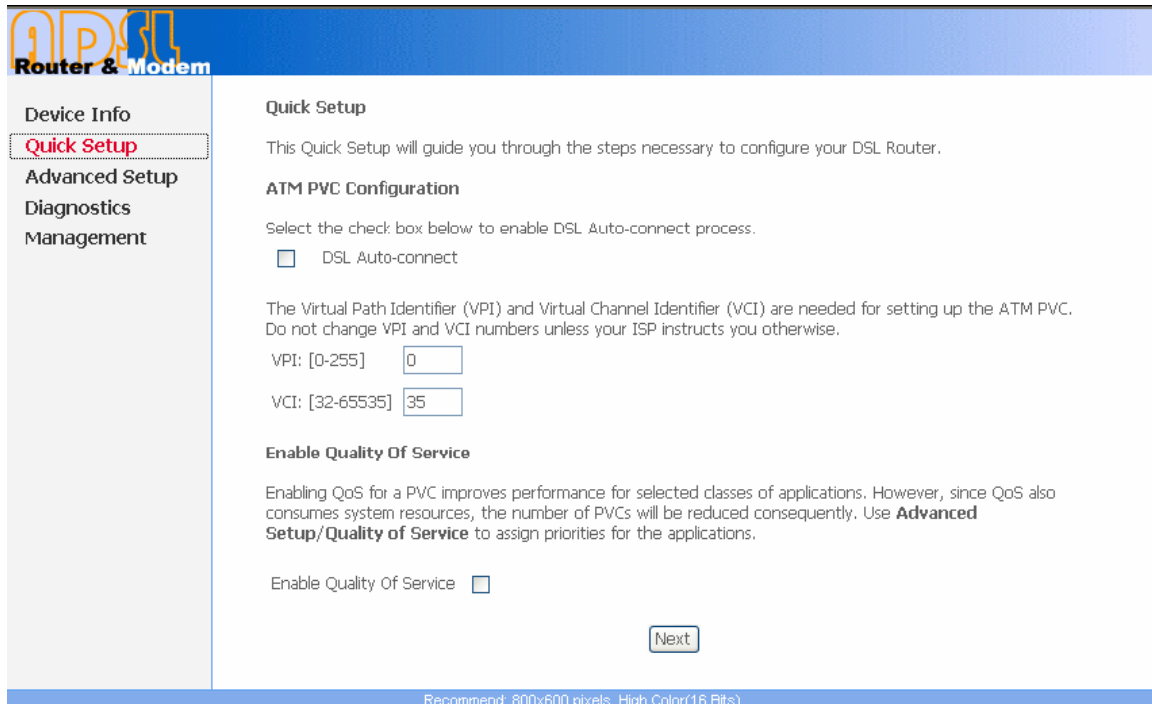 ADSL
Router & Modem
Device Info
Quick Setup
Advanced Setup
Diagnostics
Management
Quick Setup
This Quick Setup will guide you through the steps necessary to configure your DSL Router.
ATM PVC Configuration
Select the check box below to enable DSL Auto-connect process.
DSL Auto-connect
The Virtual Path Identifier (VPI) and Virtual Channel Identifier (VCI) are needed for setting up the ATM PVC.
Do not change VPI and VCI numbers unless your ISP instructs you otherwise.
VPI: [0-255] 0
VCI: [32-65535] 35
Enable Quality Of Service
Enabling QoS for a PVC improves performance for selected classes of applications. However, since QoS also
consumes system resources, the number of PVCs will be reduced consequently. Use Advanced
Setup/Quality of Service to assign priorities for the applications.
Enable Quality Of Service
Next
Recommend: 800x600 pixels, High Color(16 Bits)